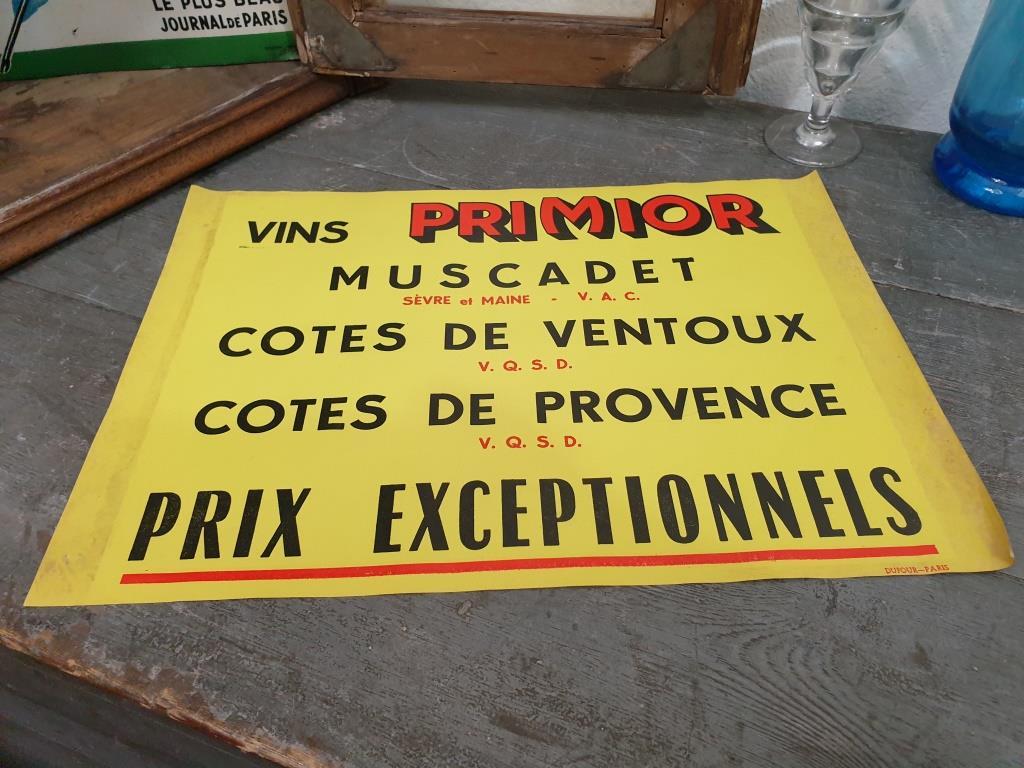 LE PLUS BEAU
JOURNAL DE PARIS
VINS PRIMIOR
MUSCADET
SÈVRE et MAINE - V. A. C.
COTES DE VENTOUX
V. Q. S. D.
COTES DE PROVENCE
V. Q. S. D.
PRIX EXCEPTIONNELS
DUFOUR-PARIS